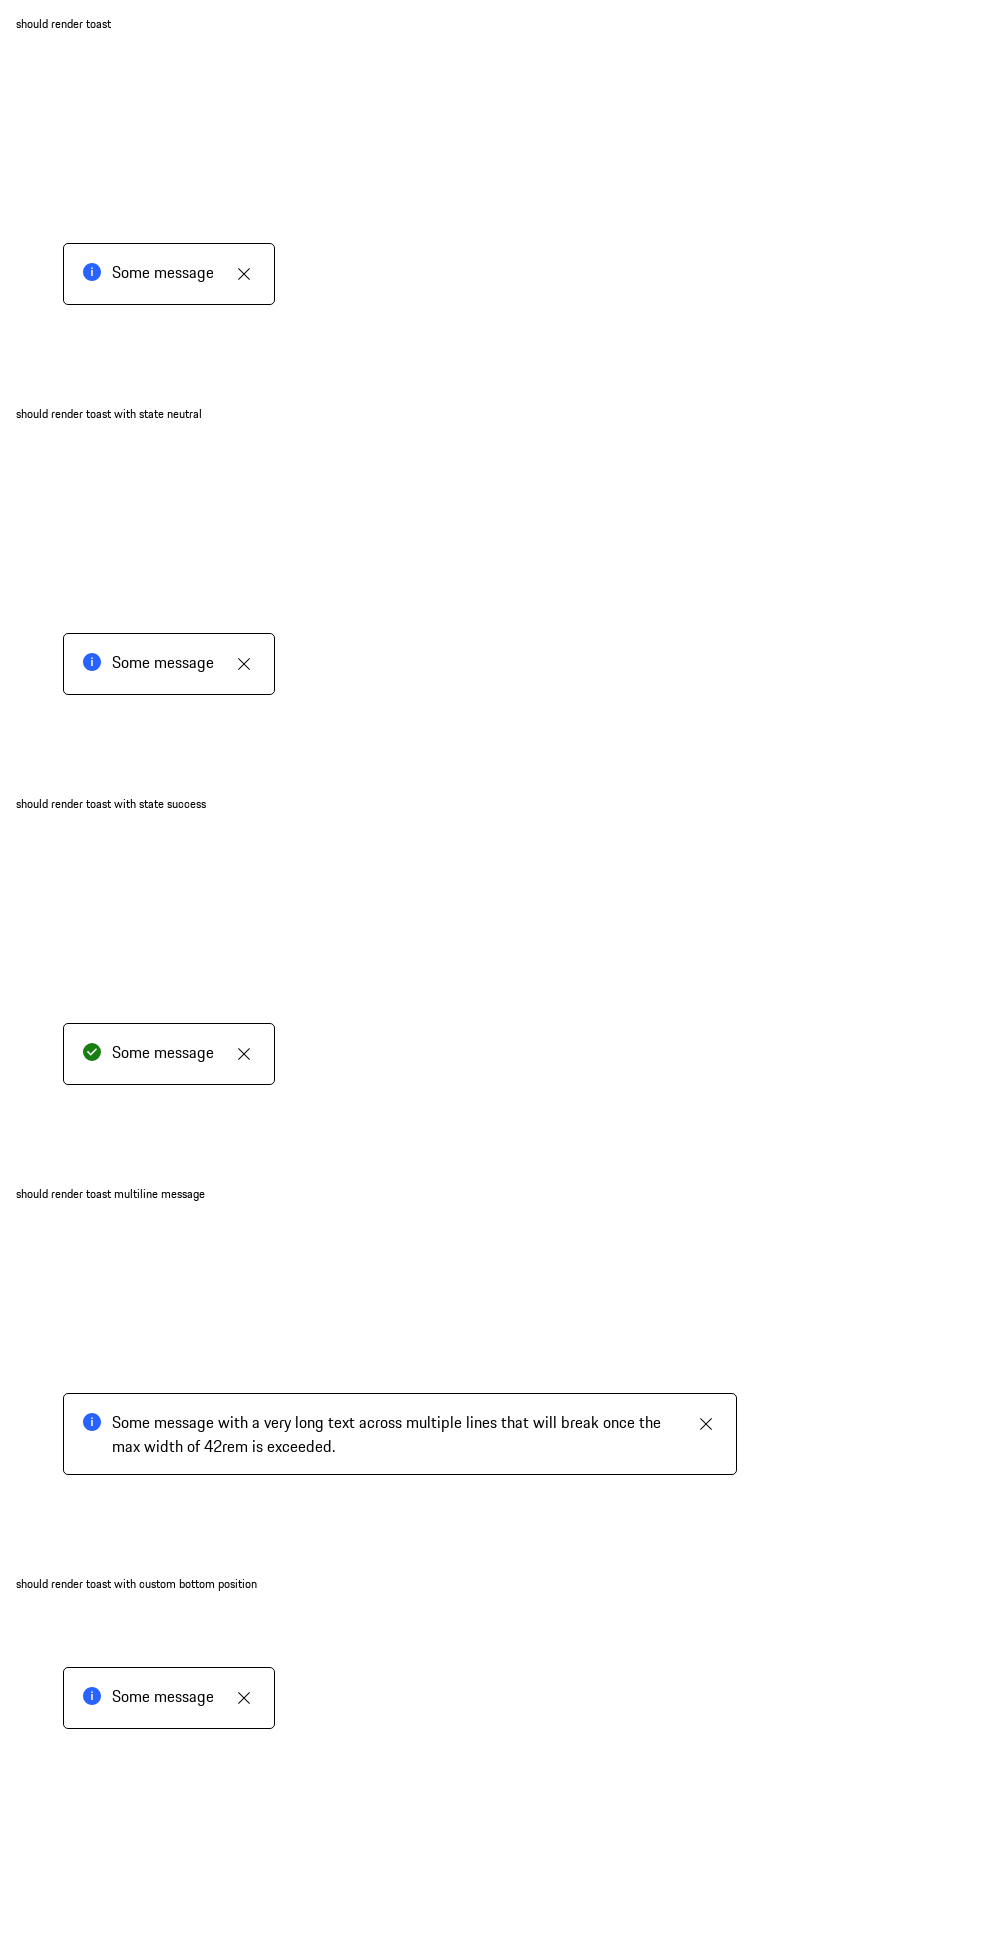 should render toast
Some message
should render toast with state neutral
Some message
should render toast with state success
Some message
should render toast multiline message
Some message with a very long text across multiple lines that will break once the
max width of 42rem is exceeded.
should render toast with custom bottom position
Some message